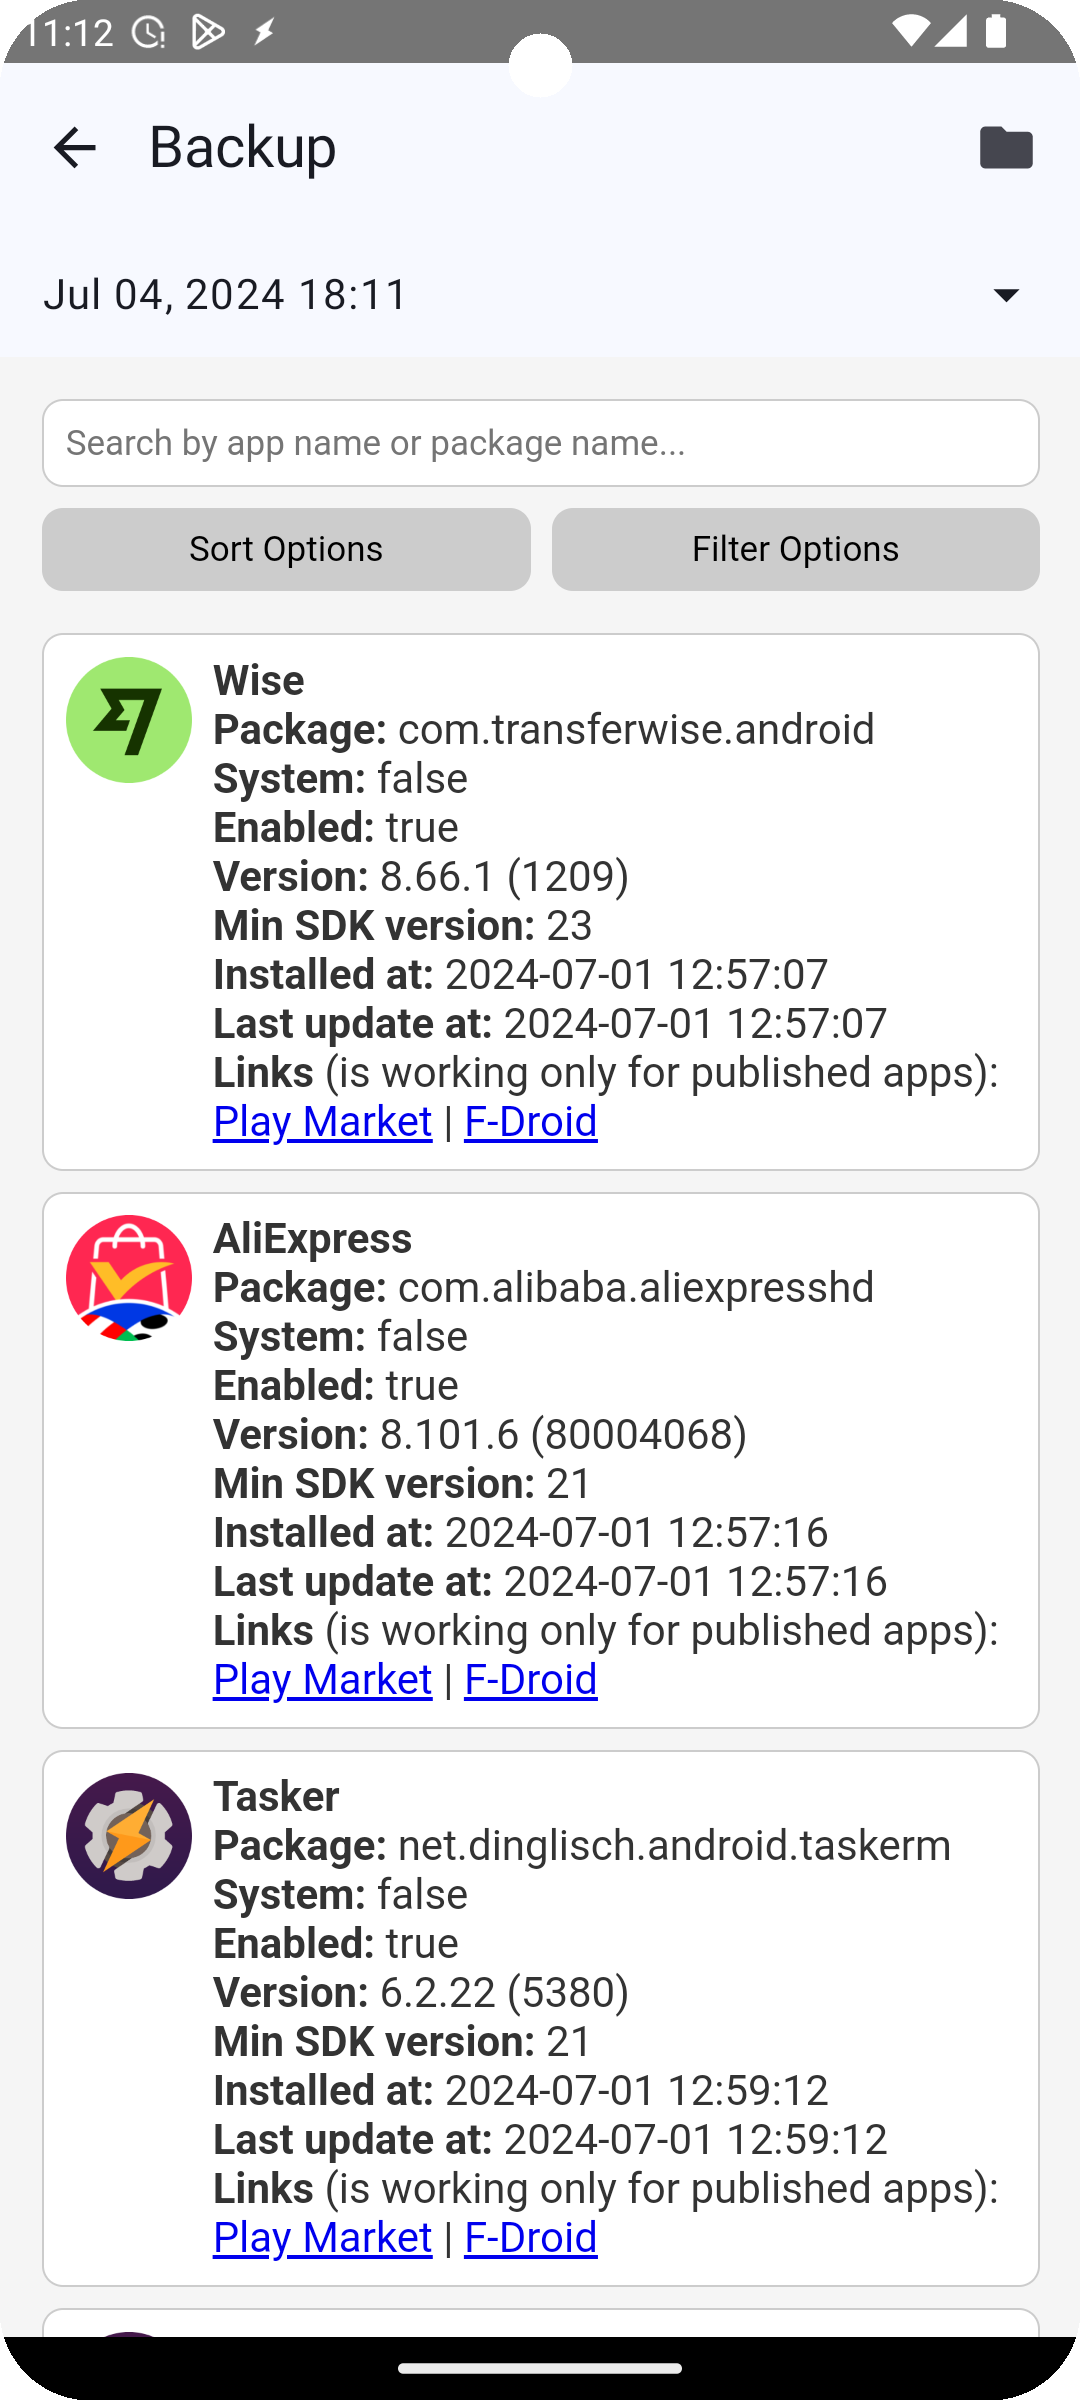 11:12
Backup
Jul 04, 2024 18:11
Search by app name or package name...
Sort Options
Filter Options
Wise
Package: com.transferwise.android
System: false
Enabled: true
Version: 8.66.1 (1209)
Min SDK version: 23
Installed at: 2024-07-01 12:57:07
Last update at: 2024-07-01 12:57:07
Links (is working only for published apps):
Play Market | F-Droid
AliExpress
Package: com.alibaba.aliexpresshd
System: false
Enabled: true
Version: 8.101.6 (80004068)
Min SDK version: 21
Installed at: 2024-07-01 12:57:16
Last update at: 2024-07-01 12:57:16
Links (is working only for published apps):
Play Market | F-Droid
Tasker
Package: net.dinglisch.android.taskerm
System: false
Enabled: true
Version: 6.2.22 (5380)
Min SDK version: 21
Installed at: 2024-07-01 12:59:12
Last update at: 2024-07-01 12:59:12
Links (is working only for published apps):
Play Market | F-Droid